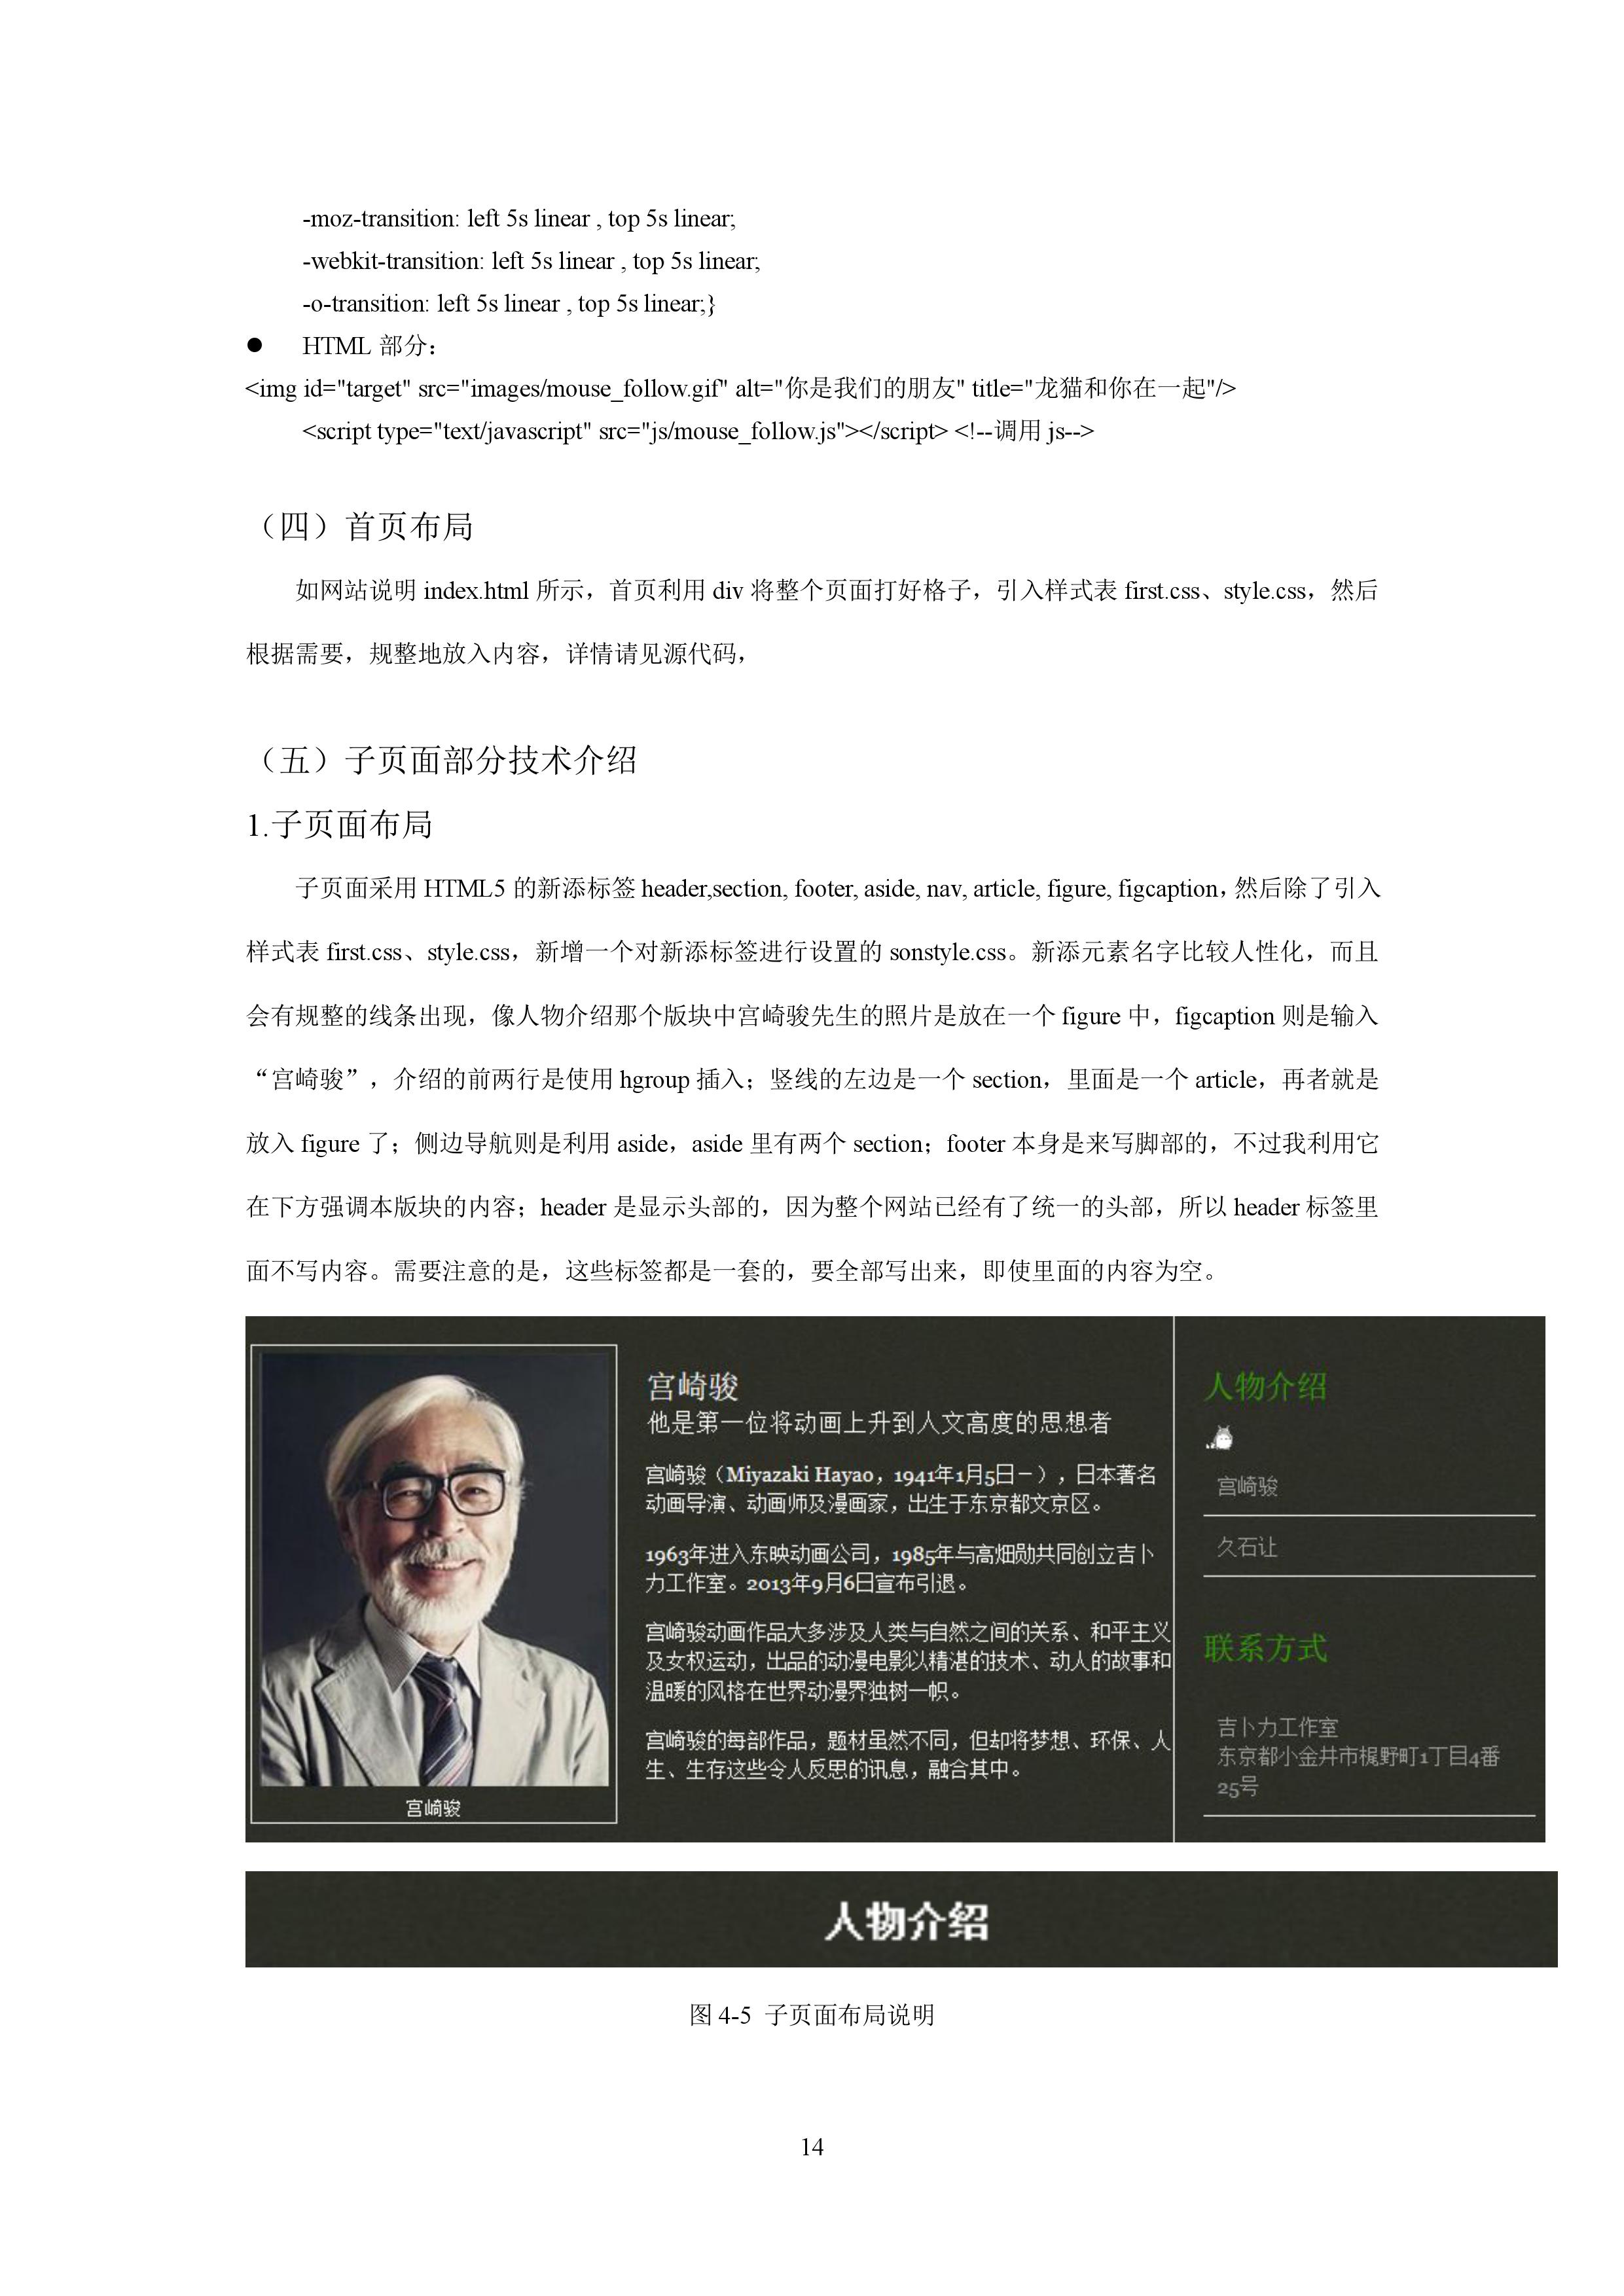 -moz-transition: left 5s linear , top 5s linear;
-webkit-transition: left 5s linear , top 5s linear;
-o-transition: left 5s linear , top 5s linear;}
● HTML 部分：
<img id="target" src="images/mouse_follow.gif" alt="你是我们的朋友" title="龙猫和你在一起"/>
<script type="text/javascript" src="js/mouse_follow.js"></script> <!--调用 js-->
（四）首页布局
如网站说明 index.html 所示，首页利用 div 将整个页面打好格子，引入样式表 first.css、style.css，然后
根据需要，规整地放入内容，详情请见源代码，
（五）子页面部分技术介绍
1.子页面布局
子页面采用 HTML5 的新添标签 header,section, footer, aside, nav, article, figure, figcaption，然后除了引入
样式表 first.css、style.css，新增一个对新添标签进行设置的 sonstyle.css。新添元素名字比较人性化，而且
会有规整的线条出现，像人物介绍那个版块中宫崎骏先生的照片是放在一个 figure 中，figcaption 则是输入
“宫崎骏”，介绍的前两行是使用 hgroup 插入；竖线的左边是一个 section，里面是一个 article，再者就是
放入 figure 了；侧边导航则是利用 aside，aside 里有两个 section；footer 本身是来写脚部的，不过我利用它
在下方强调本版块的内容；header 是显示头部的，因为整个网站已经有了统一的头部，所以 header 标签里
面不写内容。需要注意的是，这些标签都是一套的，要全部写出来，即使里面的内容为空。
宫崎骏
宫崎骏
他是第一位将动画上升到人文高度的思想者
宫崎骏（Miyazaki Hayao，1941年1月5日－），日本著名
动画导演、动画师及漫画家，出生于东京都文京区。
1963年进入东映动画公司，1985年与高畑勋共同创立吉卜
力工作室。2013年9月6日宣布引退。
宫崎骏动画作品大多涉及人类与自然之间的关系、和平主义
及女权运动，出品的动漫电影以精湛的技术、动人的故事和
温暖的风格在世界动漫界独树一帜。
宫崎骏的每部作品，题材虽然不同，但却将梦想、环保、人
生、生存这些令人反思的讯息，融合其中。
人物介绍
宫崎骏
久石让
联系方式
吉卜力工作室
东京都小金井市梶野町1丁目4番
25号
人物介绍
图 4-5 子页面布局说明
14